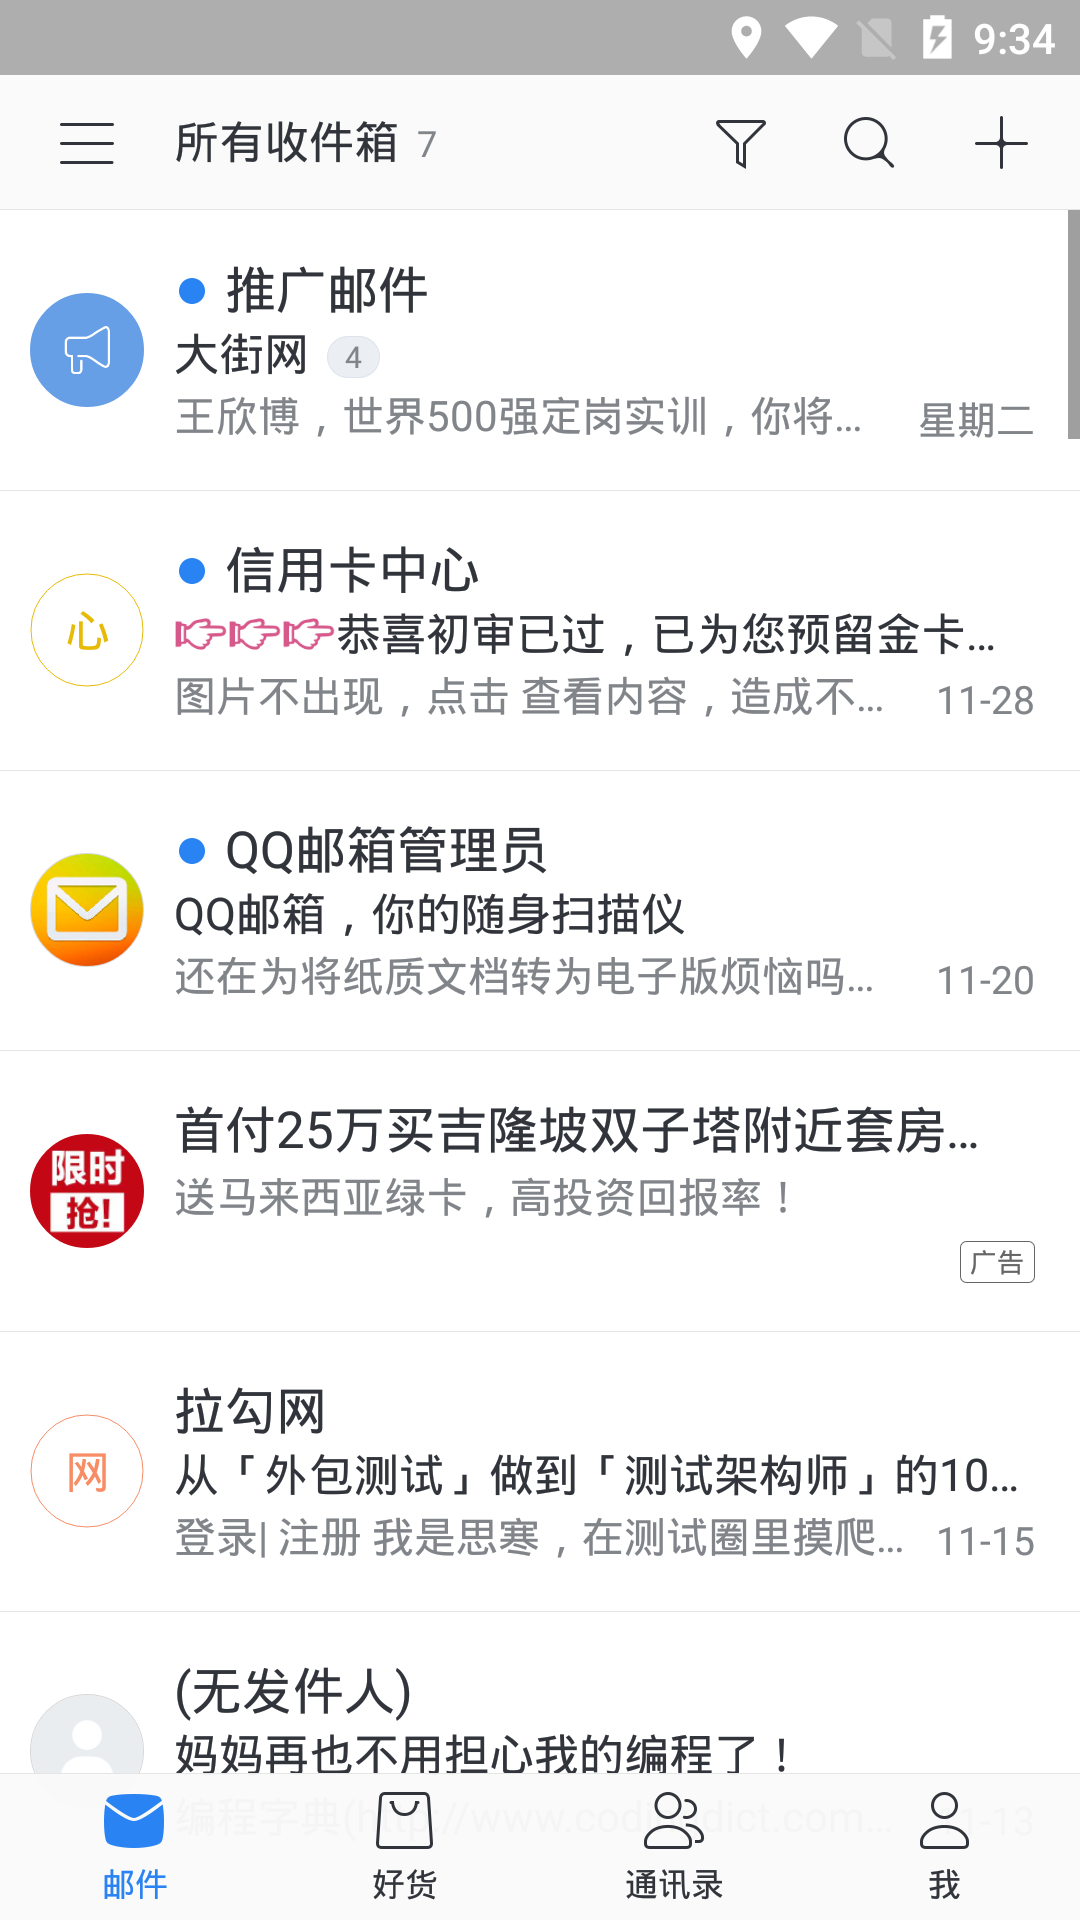 9:34
所有收件箱 7
推广邮件
大街网 4
王欣博，世界500强定岗实训，你将... 星期二
心
信用卡中心
恭喜初审已过，已为您预留金卡...
图片不出现，点击 查看内容，造成不... 11-28
QQ邮箱管理员
QQ邮箱，你的随身扫描仪
还在为将纸质文档转为电子版烦恼吗... 11-20
限时
抢!
首付25万买吉隆坡双子塔附近套房...
送马来西亚绿卡，高投资回报率！
广告
网
拉勾网
从「外包测试」做到「测试架构师」的10...
登录| 注册 我是思寒，在测试圈里摸爬... 11-15
(无发件人)
妈妈再也不用担心我的编程了！
编程字典(http://www.codingdict.com... 11-13
邮件 好货 通讯录 我